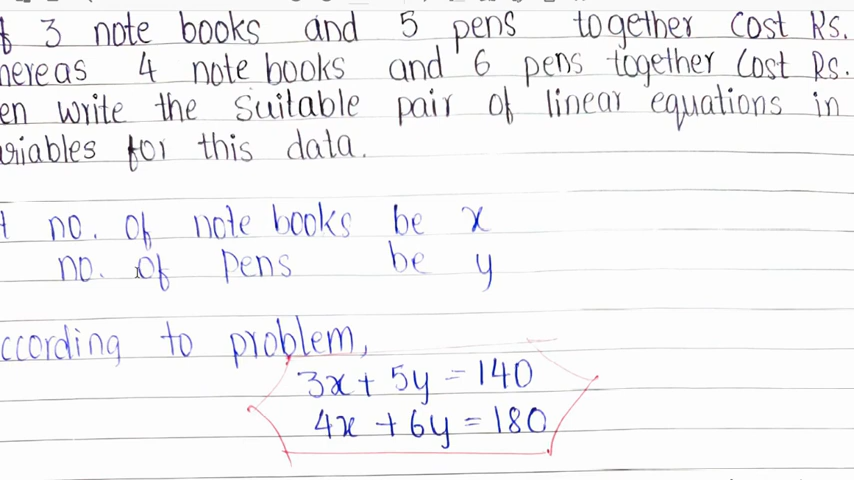 3 note books and 5 pens together cost Rs.
4 note books and 6 pens together cost Rs.
write the suitable pair of linear equations in
for this data.
no. of note books be x
no. of pens be y
to problem,
3x + 5y = 140
4x + 6y = 180